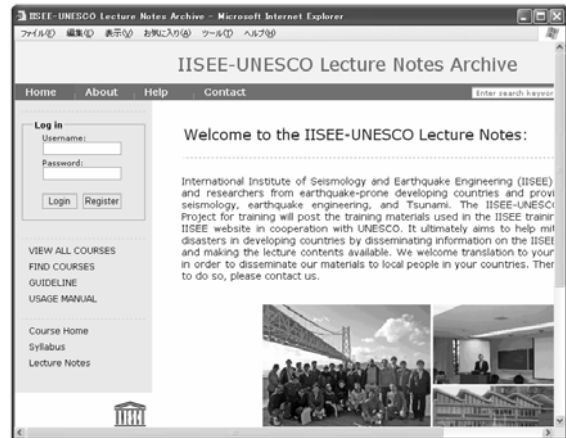 IISEE-UNESCO Lecture Notes Archive - Microsoft Internet Explorer
ファイル(F) 編集(E) 表示(V) お気に入り(A) ツール(T) ヘルプ(H)
IISEE-UNESCO Lecture Notes Archive
Home About Help Contact
Enter search keywor
Log in
Username:
Password:
Login Register
VIEW ALL COURSES
FIND COURSES
GUIDELINE
USAGE MANUAL
Course Home
Syllabus
Lecture Notes
Welcome to the IISEE-UNESCO Lecture Notes:
International Institute of Seismology and Earthquake Engineering (IISEE)
and researchers from earthquake-prone developing countries and provi
seismology, earthquake engineering, and Tsunami. The IISEE-UNESC
Project for training will post the training materials used in the IISEE trainin
IISEE website in cooperation with UNESCO. It ultimately aims to help mit
disasters in developing countries by disseminating information on the IISEE
and making the lecture contents available. We welcome translation to your
in order to disseminate our materials to local people in your countries. Ther
to do so, please contact us.